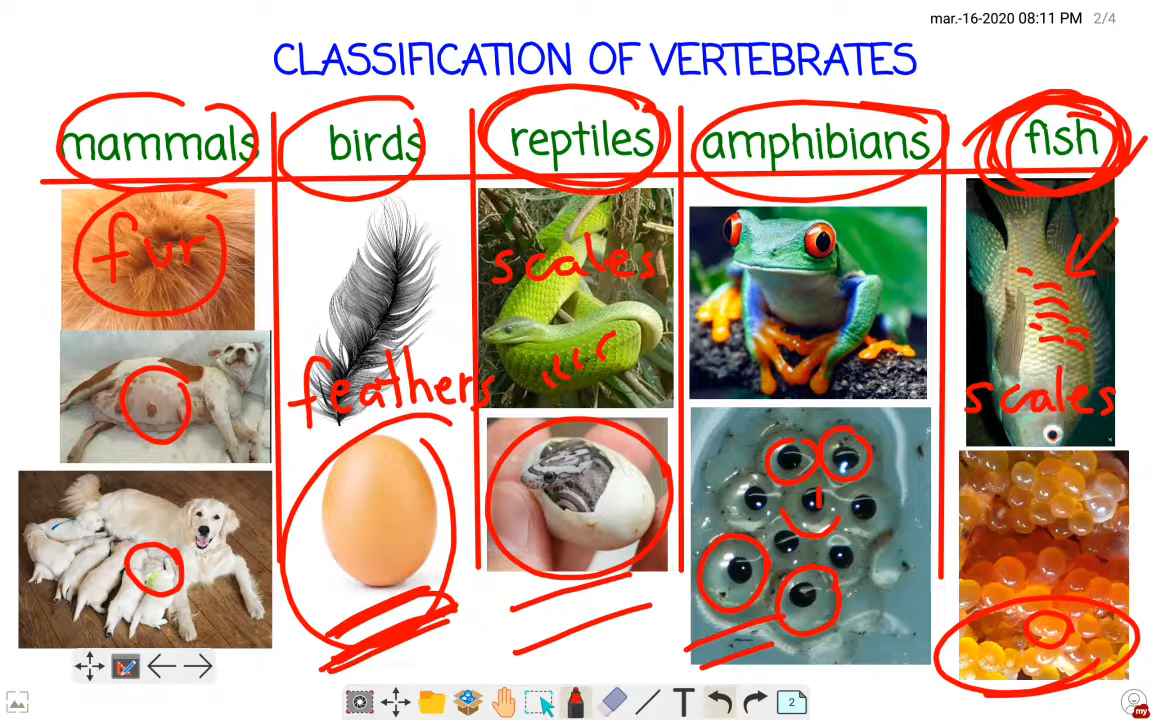 mar.-16-2020 08:11 PM 2/4
CLASSIFICATION OF VERTEBRATES
mammals birds reptiles amphibians fish
fur
scales
feathers
scales
T
2
my